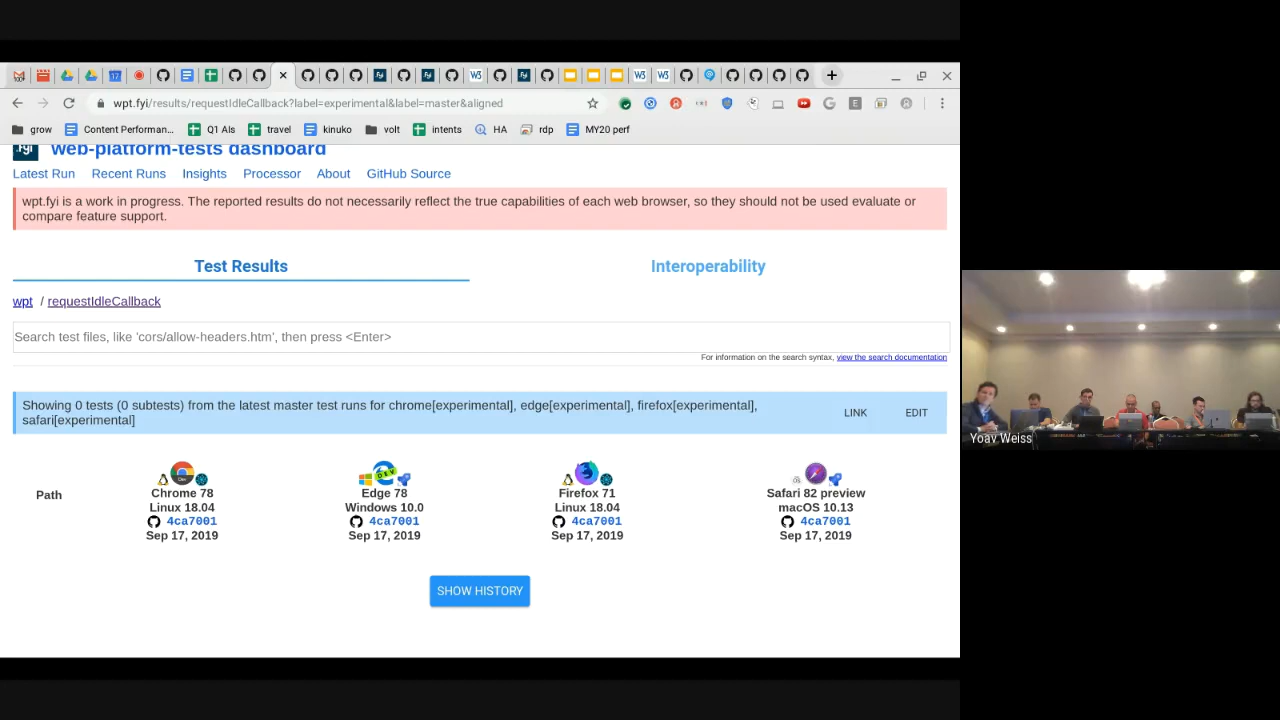 wpt.fyi/results/requestIdleCallback?label=experimental&label=master&aligned
grow
Content Performan...
Q1 AIs
travel
kinuko
volt
intents
HA
rdp
MY20 perf
web-platform-tests dashboard
Latest Run
Recent Runs
Insights
Processor
About
GitHub Source
wpt.fyi is a work in progress. The reported results do not necessarily reflect the true capabilities of each web browser, so they should not be used evaluate or
compare feature support.
Test Results
Interoperability
wpt / requestIdleCallback
Search test files, like 'cors/allow-headers.htm', then press <Enter>
For information on the search syntax, view the search documentation
Showing 0 tests (0 subtests) from the latest master test runs for chrome[experimental], edge[experimental], firefox[experimental],
safari[experimental]
LINK
EDIT
Path
Chrome 78
Linux 18.04
4ca7001
Sep 17, 2019
Edge 78
Windows 10.0
4ca7001
Sep 17, 2019
Firefox 71
Linux 18.04
4ca7001
Sep 17, 2019
Safari 82 preview
macOS 10.13
4ca7001
Sep 17, 2019
SHOW HISTORY
Yoav Weiss